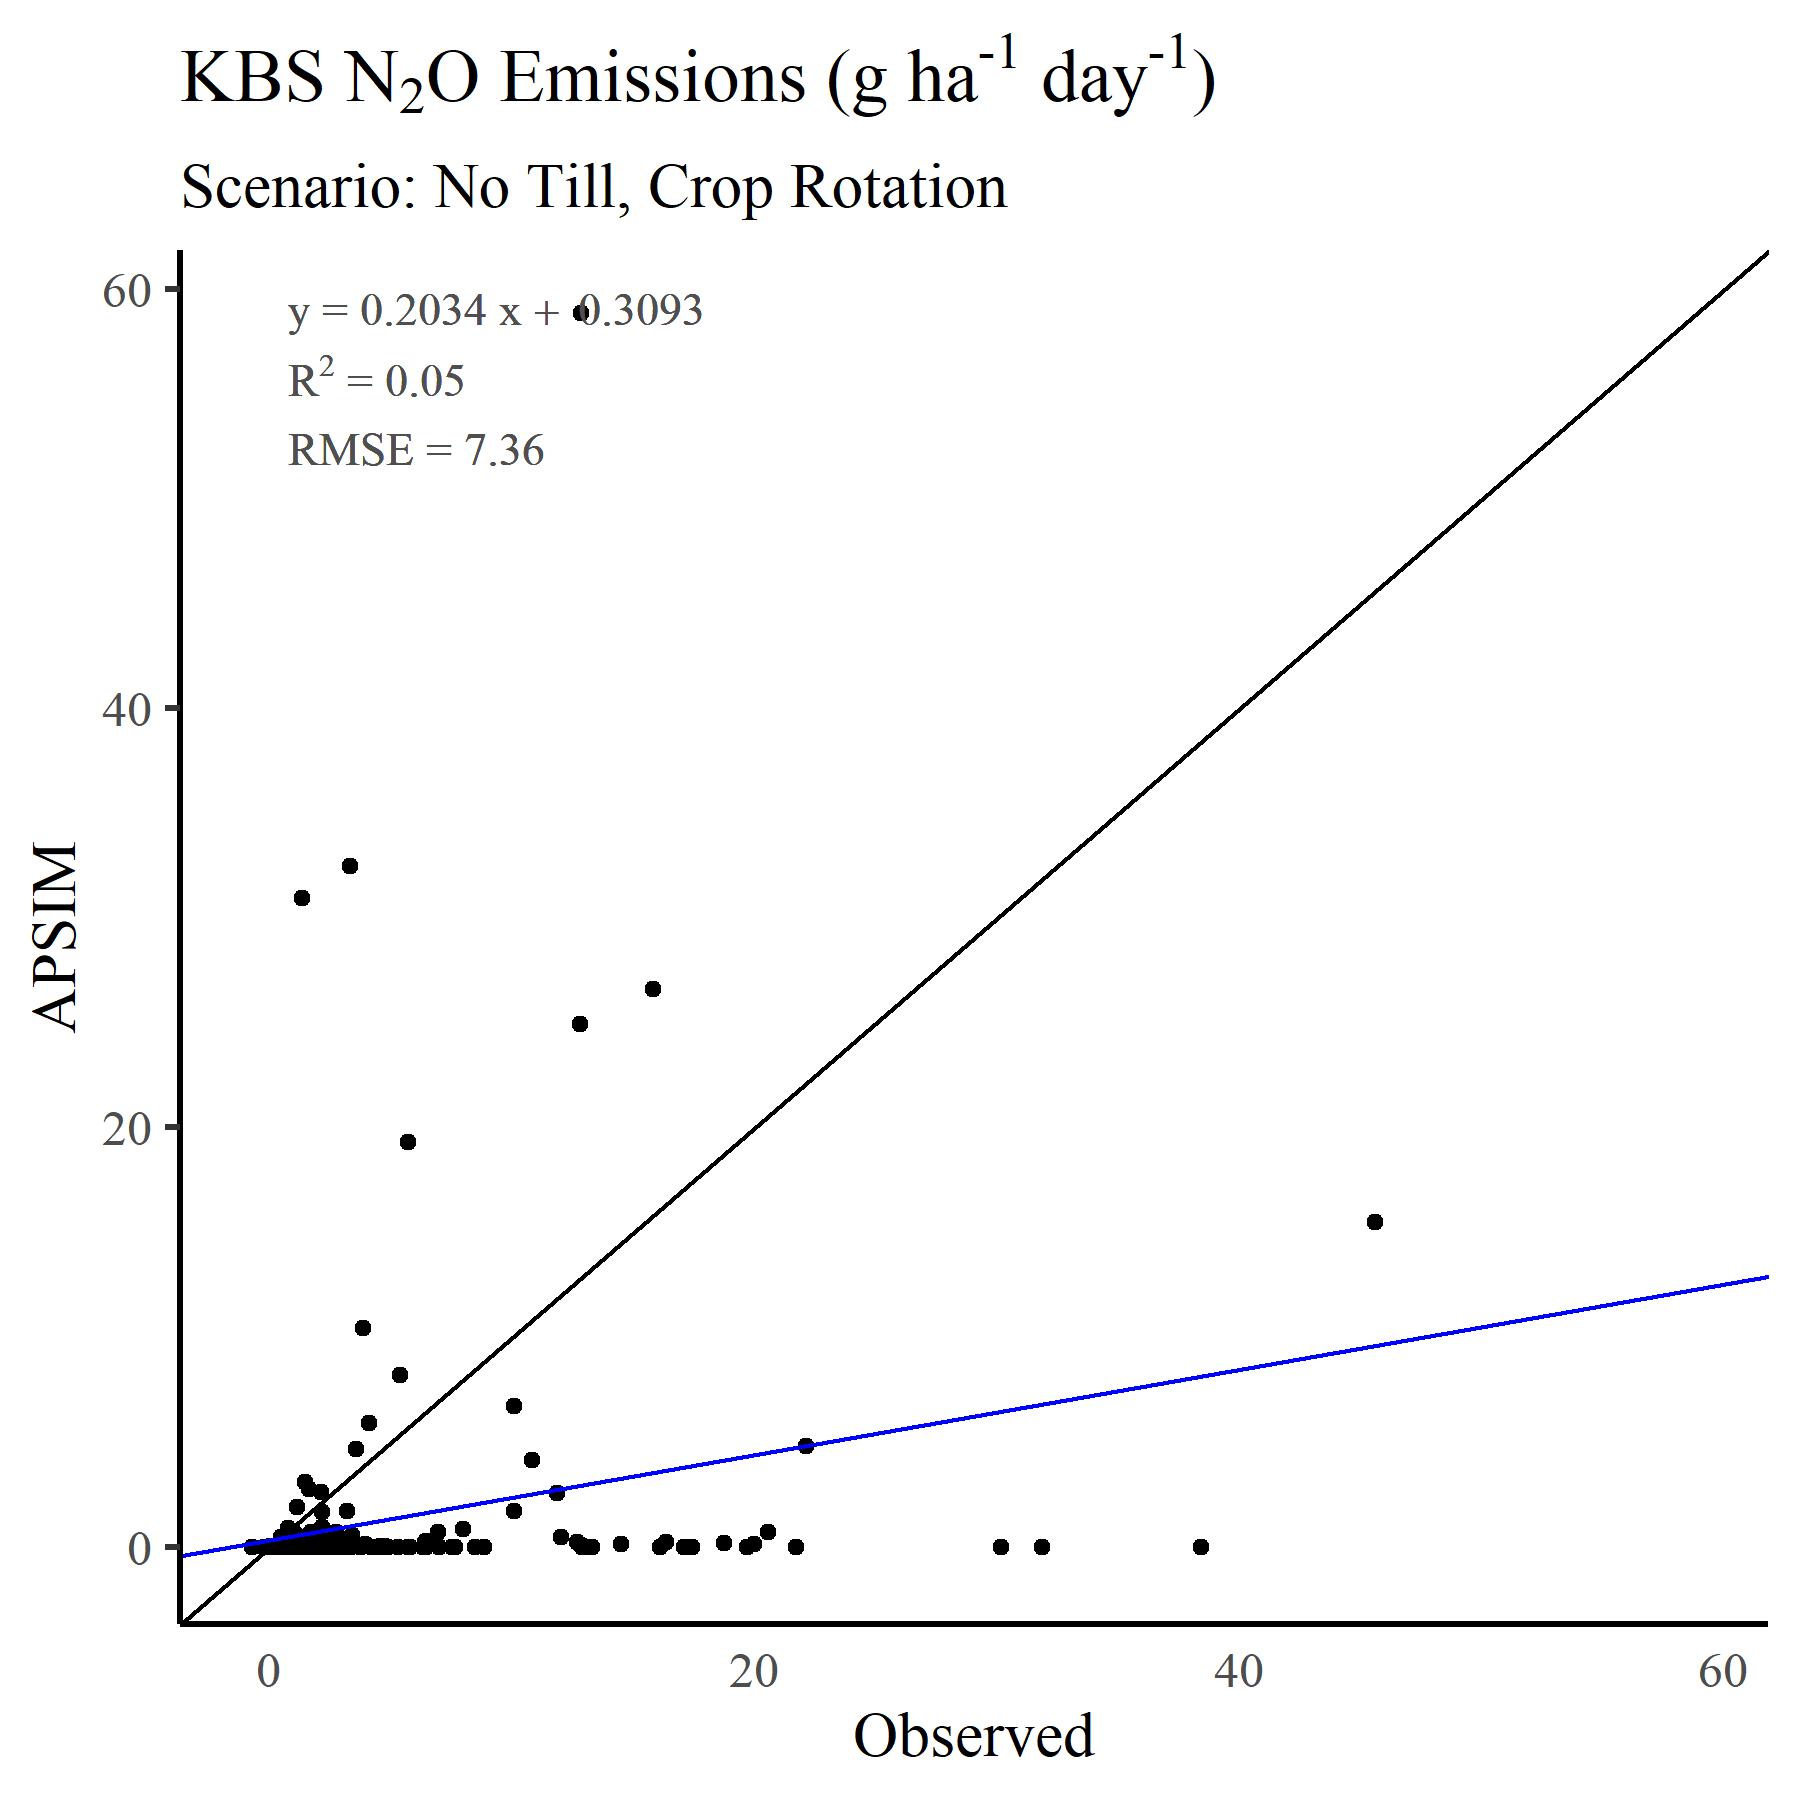 KBS N₂O Emissions (g ha⁻¹ day⁻¹)
Scenario: No Till, Crop Rotation
y = 0.2034 x + 0.3093
R² = 0.05
RMSE = 7.36
60
40
20
0
APSIM
0 20 40 60
Observed